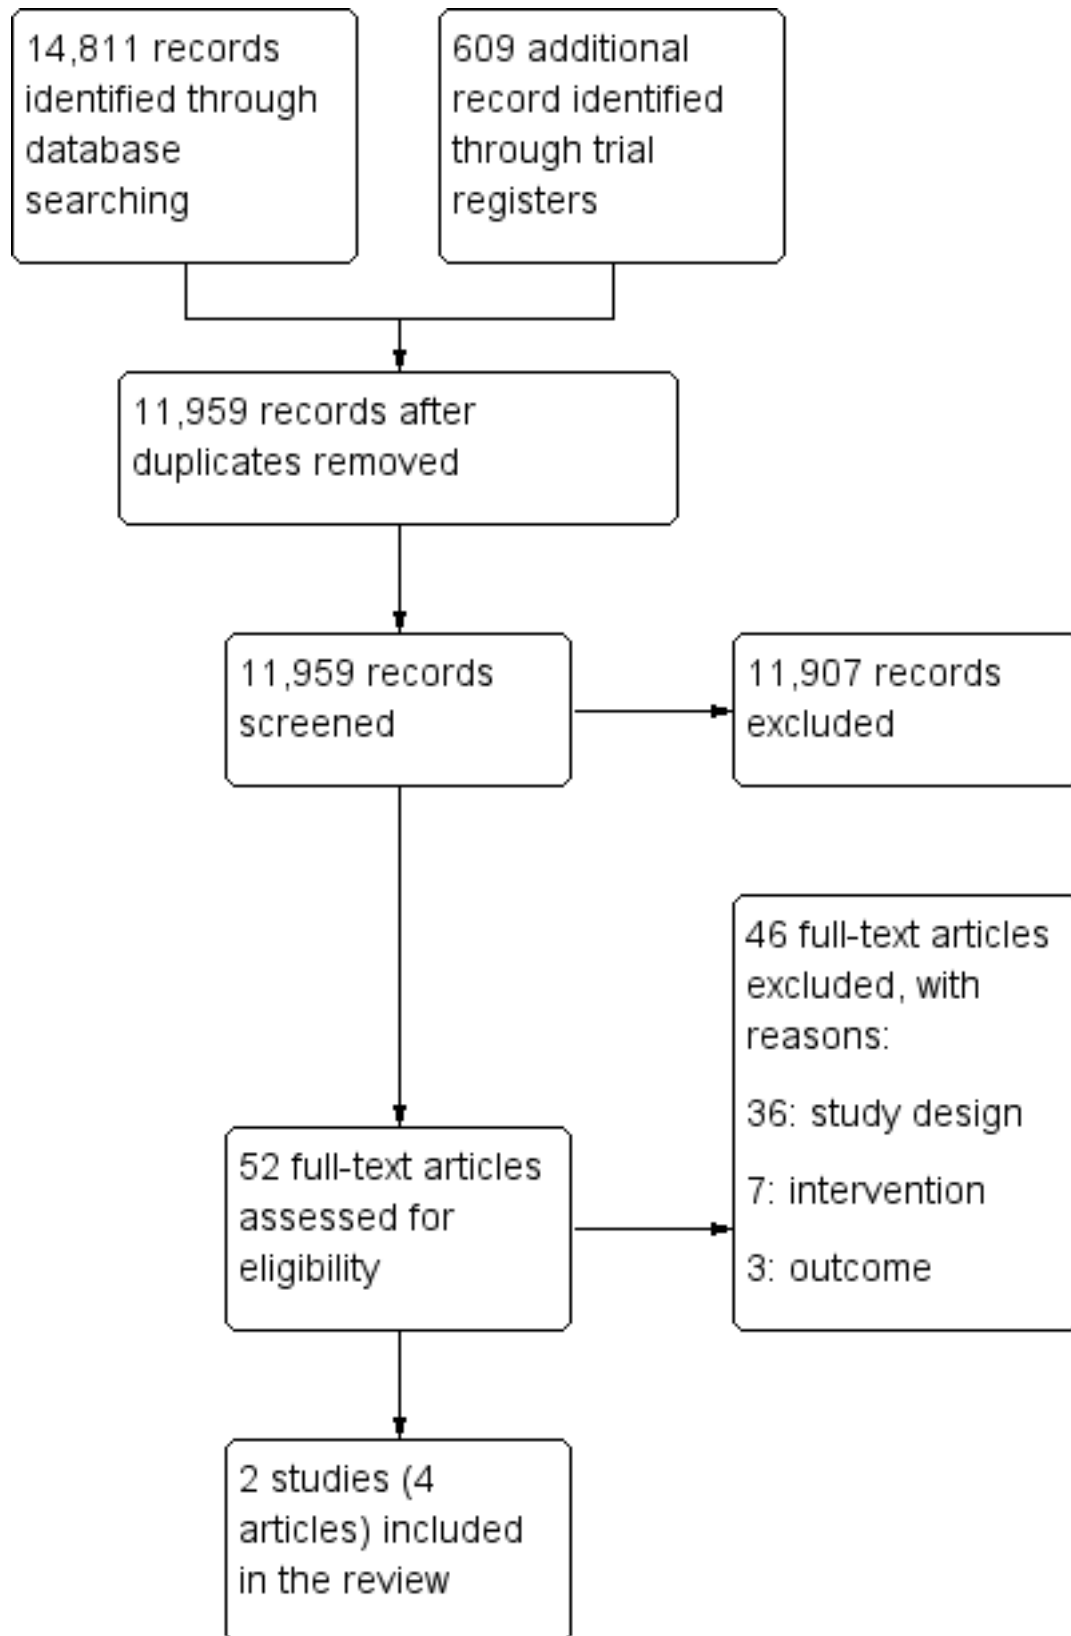 14,811 records
identified through
database
searching
609 additional
record identified
through trial
registers
11,959 records after
duplicates removed
11,959 records
screened
11,907 records
excluded
46 full-text articles
excluded, with
reasons:
36: study design
7: intervention
3: outcome
52 full-text articles
assessed for
eligibility
2 studies (4
articles) included
in the review